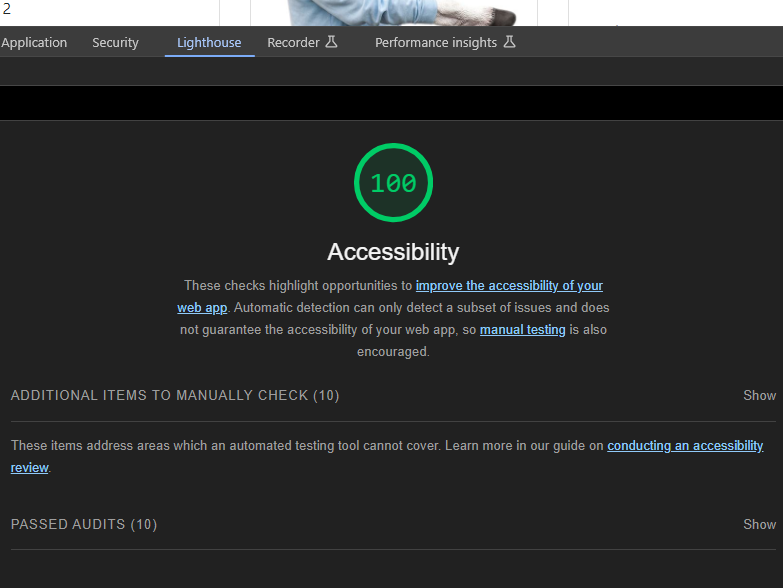 2
Application Security Lighthouse Recorder Performance insights
100
Accessibility
These checks highlight opportunities to improve the accessibility of your
web app. Automatic detection can only detect a subset of issues and does
not guarantee the accessibility of your web app, so manual testing is also
encouraged.
ADDITIONAL ITEMS TO MANUALLY CHECK (10) Show
These items address areas which an automated testing tool cannot cover. Learn more in our guide on conducting an accessibility
review.
PASSED AUDITS (10) Show